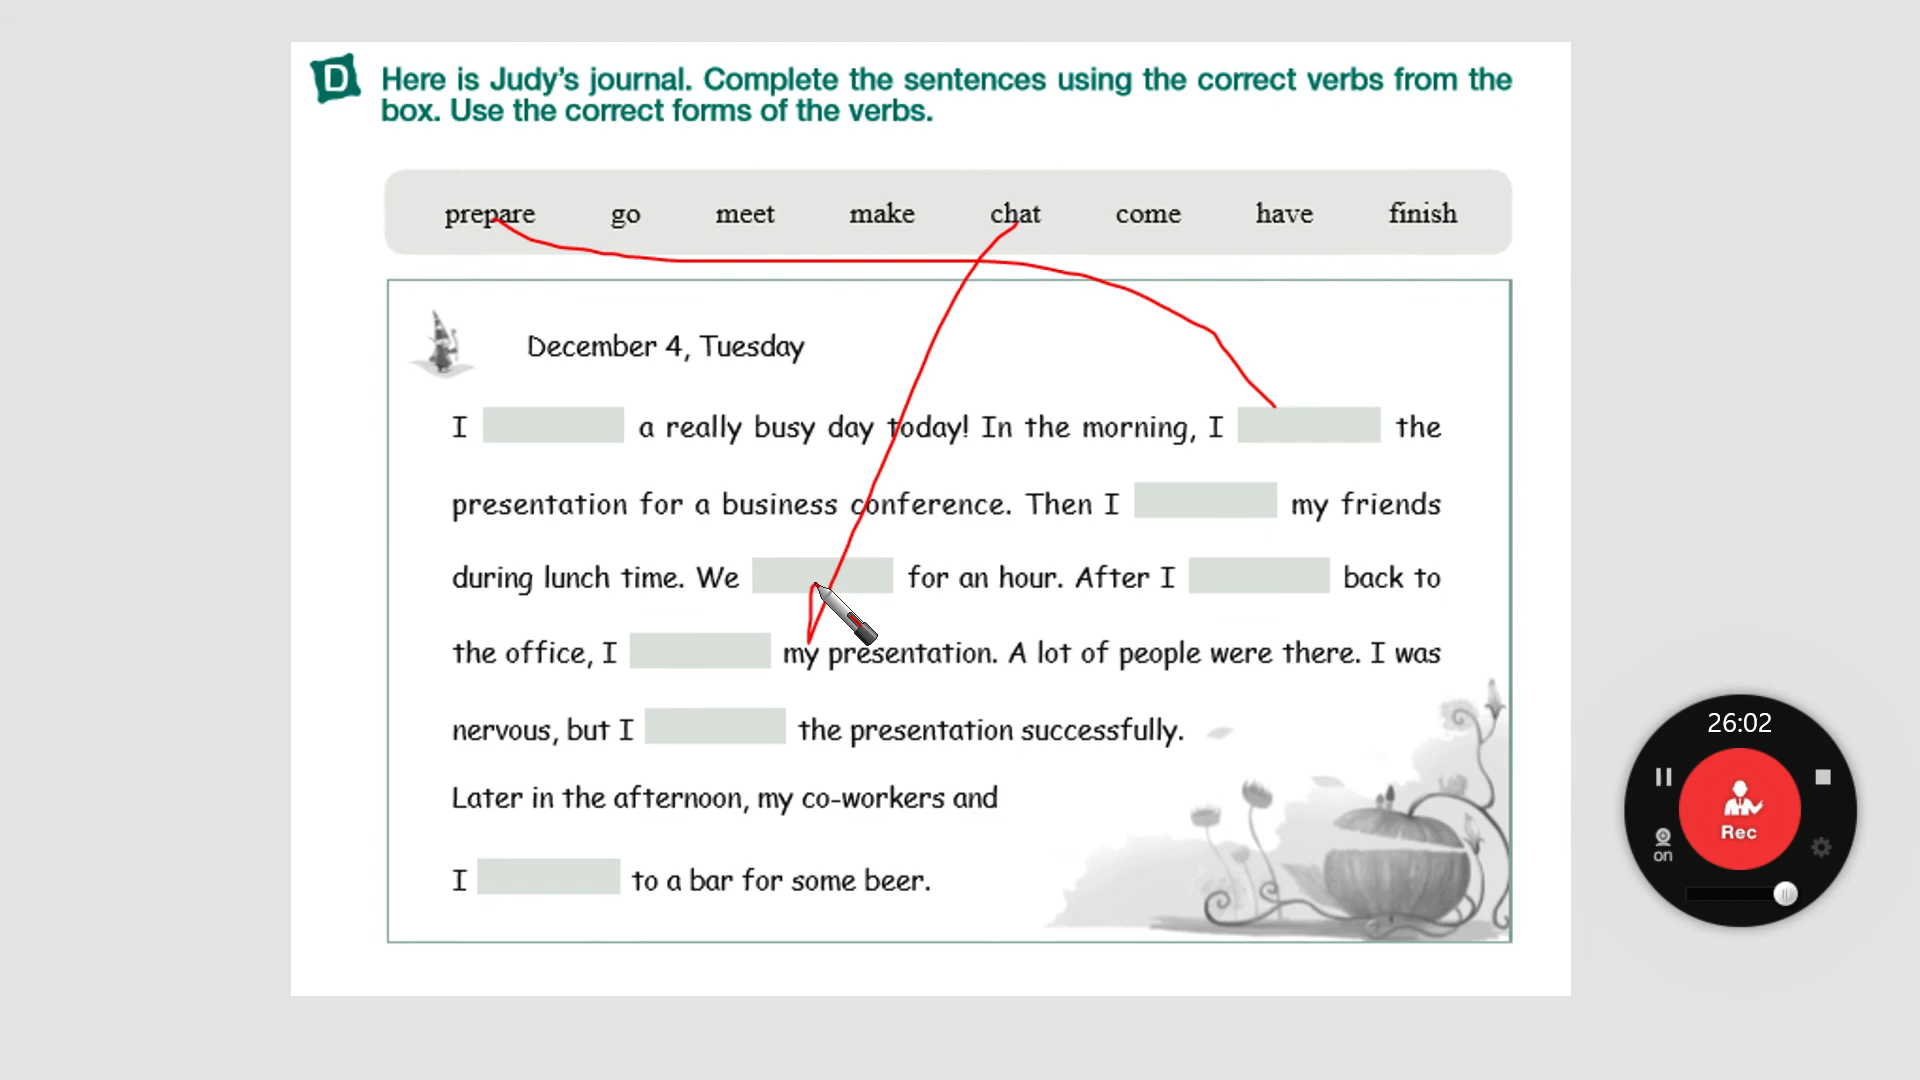 D Here is Judy's journal. Complete the sentences using the correct verbs from the
box. Use the correct forms of the verbs.
prepare go meet make chat come have finish
December 4, Tuesday
I a really busy day today! In the morning, I the
presentation for a business conference. Then I my friends
during lunch time. We for an hour. After I back to
the office, I my presentation. A lot of people were there. I was
nervous, but I the presentation successfully.
Later in the afternoon, my co-workers and
I to a bar for some beer.
26:02
Rec
on